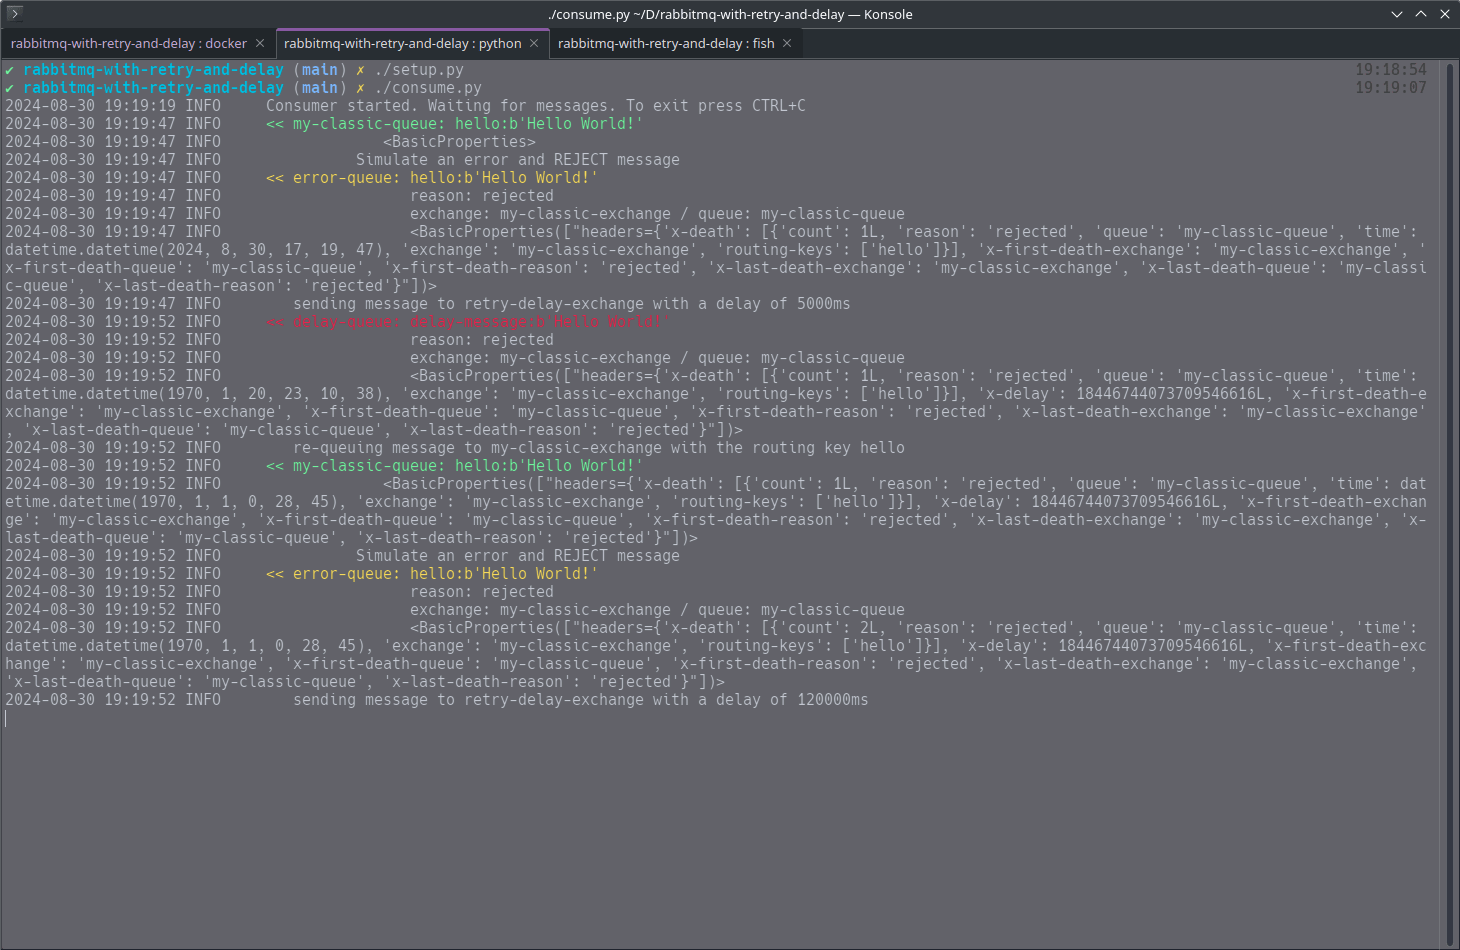 ./consume.py ~/D/rabbitmq-with-retry-and-delay — Konsole
rabbitmq-with-retry-and-delay : docker
rabbitmq-with-retry-and-delay : python
rabbitmq-with-retry-and-delay : fish
✔ rabbitmq-with-retry-and-delay (main) ✗ ./setup.py 19:18:54
✔ rabbitmq-with-retry-and-delay (main) ✗ ./consume.py 19:19:07
2024-08-30 19:19:19 INFO     Consumer started. Waiting for messages. To exit press CTRL+C
2024-08-30 19:19:47 INFO     << my-classic-queue: hello:b'Hello World!'
2024-08-30 19:19:47 INFO                  <BasicProperties>
2024-08-30 19:19:47 INFO               Simulate an error and REJECT message
2024-08-30 19:19:47 INFO     << error-queue: hello:b'Hello World!'
2024-08-30 19:19:47 INFO                     reason: rejected
2024-08-30 19:19:47 INFO                     exchange: my-classic-exchange / queue: my-classic-queue
2024-08-30 19:19:47 INFO                     <BasicProperties(["headers={'x-death': [{'count': 1L, 'reason': 'rejected', 'queue': 'my-classic-queue', 'time':
datetime.datetime(2024, 8, 30, 17, 19, 47), 'exchange': 'my-classic-exchange', 'routing-keys': ['hello']}], 'x-first-death-exchange': 'my-classic-exchange', '
x-first-death-queue': 'my-classic-queue', 'x-first-death-reason': 'rejected', 'x-last-death-exchange': 'my-classic-exchange', 'x-last-death-queue': 'my-classi
c-queue', 'x-last-death-reason': 'rejected'}"])>
2024-08-30 19:19:47 INFO        sending message to retry-delay-exchange with a delay of 5000ms
2024-08-30 19:19:52 INFO     << delay-queue: delay-message:b'Hello World!'
2024-08-30 19:19:52 INFO                     reason: rejected
2024-08-30 19:19:52 INFO                     exchange: my-classic-exchange / queue: my-classic-queue
2024-08-30 19:19:52 INFO                     <BasicProperties(["headers={'x-death': [{'count': 1L, 'reason': 'rejected', 'queue': 'my-classic-queue', 'time':
datetime.datetime(1970, 1, 20, 23, 10, 38), 'exchange': 'my-classic-exchange', 'routing-keys': ['hello']}], 'x-delay': 18446744073709546616L, 'x-first-death-e
xchange': 'my-classic-exchange', 'x-first-death-queue': 'my-classic-queue', 'x-first-death-reason': 'rejected', 'x-last-death-exchange': 'my-classic-exchange'
, 'x-last-death-queue': 'my-classic-queue', 'x-last-death-reason': 'rejected'}"])>
2024-08-30 19:19:52 INFO        re-queuing message to my-classic-exchange with the routing key hello
2024-08-30 19:19:52 INFO     << my-classic-queue: hello:b'Hello World!'
2024-08-30 19:19:52 INFO                  <BasicProperties(["headers={'x-death': [{'count': 1L, 'reason': 'rejected', 'queue': 'my-classic-queue', 'time': dat
etime.datetime(1970, 1, 1, 0, 28, 45), 'exchange': 'my-classic-exchange', 'routing-keys': ['hello']}], 'x-delay': 18446744073709546616L, 'x-first-death-exchan
ge': 'my-classic-exchange', 'x-first-death-queue': 'my-classic-queue', 'x-first-death-reason': 'rejected', 'x-last-death-exchange': 'my-classic-exchange', 'x-
last-death-queue': 'my-classic-queue', 'x-last-death-reason': 'rejected'}"])>
2024-08-30 19:19:52 INFO               Simulate an error and REJECT message
2024-08-30 19:19:52 INFO     << error-queue: hello:b'Hello World!'
2024-08-30 19:19:52 INFO                     reason: rejected
2024-08-30 19:19:52 INFO                     exchange: my-classic-exchange / queue: my-classic-queue
2024-08-30 19:19:52 INFO                     <BasicProperties(["headers={'x-death': [{'count': 2L, 'reason': 'rejected', 'queue': 'my-classic-queue', 'time':
datetime.datetime(1970, 1, 1, 0, 28, 45), 'exchange': 'my-classic-exchange', 'routing-keys': ['hello']}], 'x-delay': 18446744073709546616L, 'x-first-death-exc
hange': 'my-classic-exchange', 'x-first-death-queue': 'my-classic-queue', 'x-first-death-reason': 'rejected', 'x-last-death-exchange': 'my-classic-exchange',
'x-last-death-queue': 'my-classic-queue', 'x-last-death-reason': 'rejected'}"])>
2024-08-30 19:19:52 INFO        sending message to retry-delay-exchange with a delay of 120000ms